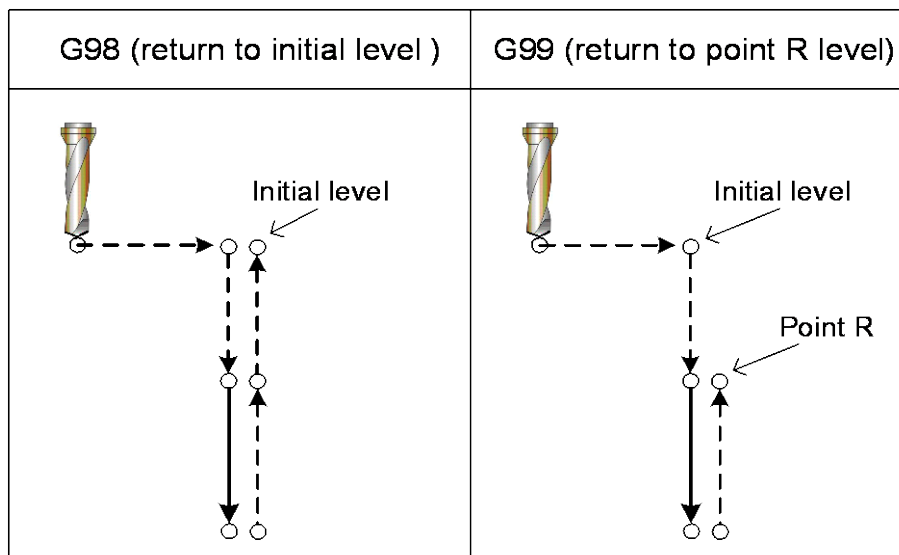 G98 (return to initial level )
G99 (return to point R level)
Initial level
Initial level
Point R